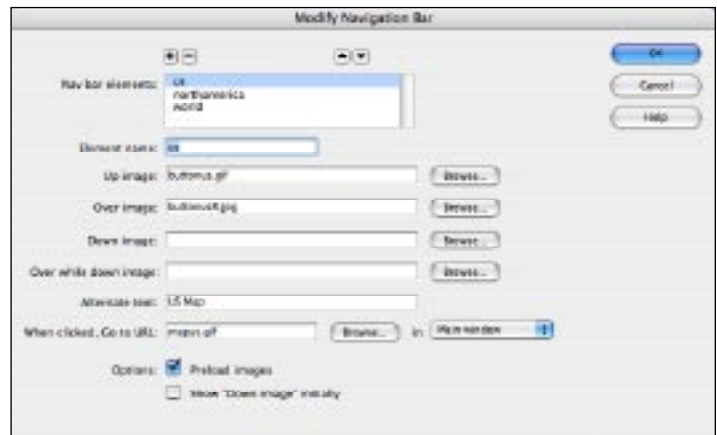 Modify Navigation Bar
OK
Nav bar elements: us
northamerica
world
Cancel
Help
Element name: us
Up image: buttonus.gif Browse...
Over image: Browse...
Down image: Browse...
Over while down image: Browse...
Alternate text: US Map
When clicked, Go to URL: Browse... in Main window
Options: Preload images
Show "Down image" initially